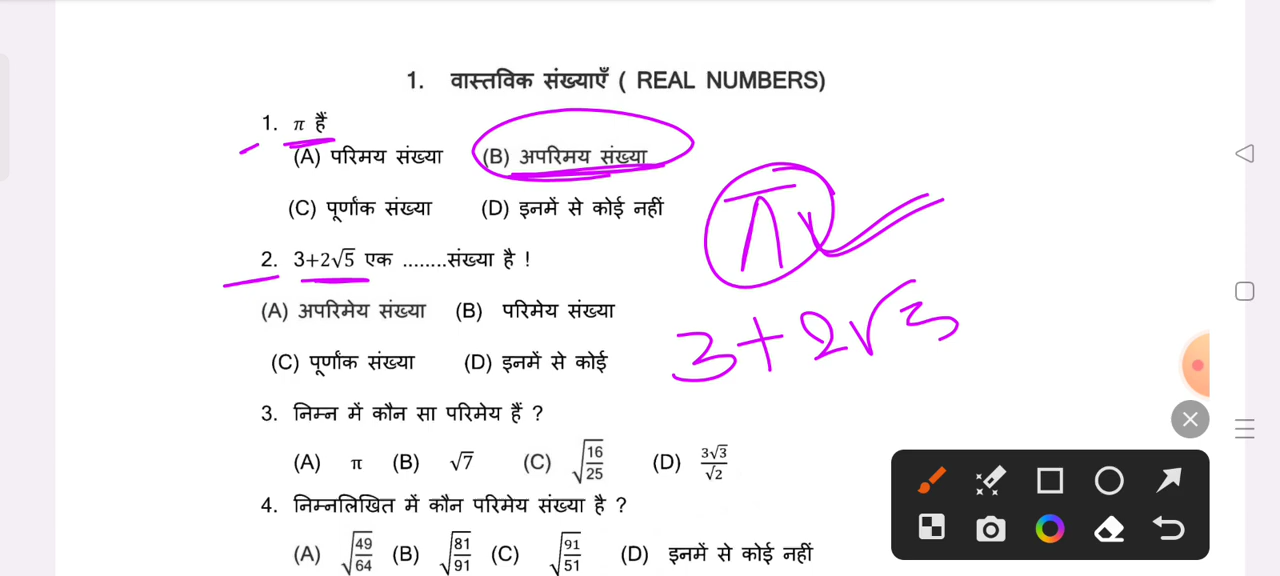 1. वास्तविक संख्याएँ ( REAL NUMBERS)
1. π हैं
(A) परिमय संख्या (B) अपरिमय संख्या
(C) पूर्णांक संख्या (D) इनमें से कोई नहीं
π
2. 3+2√5 एक ........संख्या है !
(A) अपरिमेय संख्या (B) परिमेय संख्या
3+2√3
(C) पूर्णांक संख्या (D) इनमें से कोई
3. निम्न में कौन सा परिमेय हैं ?
(A) π (B) √7 (C) √(16/25) (D) 3√3/√2
4. निम्नलिखित में कौन परिमेय संख्या है ?
(A) √(49/64) (B) √(81/91) (C) √(91/51) (D) इनमें से कोई नहीं